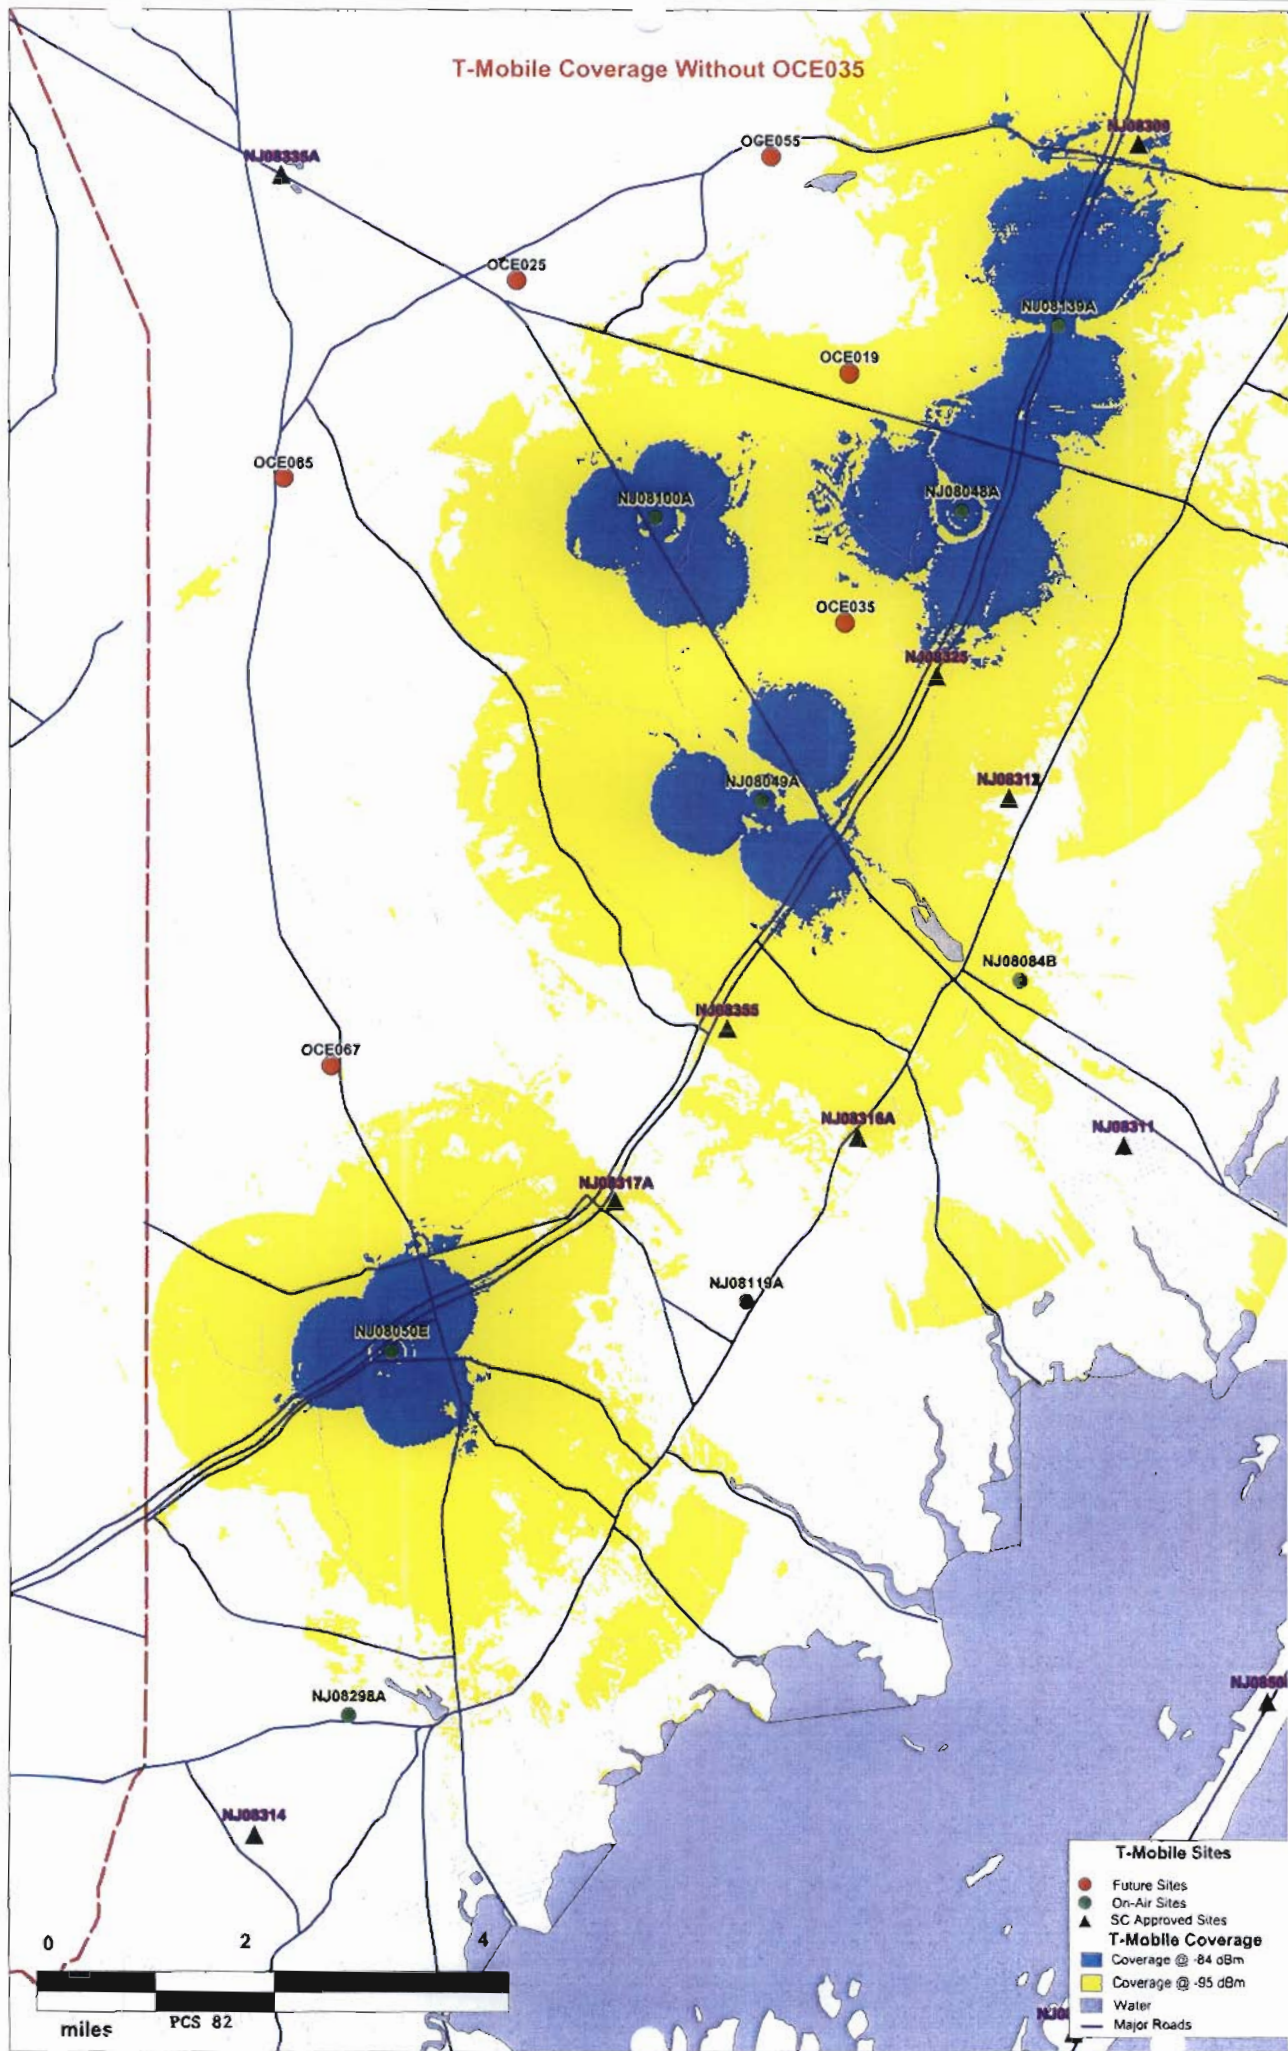 T-Mobile Coverage Without OCE035
NJ08309
OCE055
NJ08335A
OCE025
NJ08139A
OCE019
OCE065
NJ08100A
NJ08048A
OCE035
NJ08325
NJ08049A
NJ08312
NJ08084B
NJ08355
OCE067
NJ08316A
NJ08311
NJ08317A
NJ08119A
NJ08050E
NJ08298A
NJ08314
T-Mobile Sites
Future Sites
On-Air Sites
SC Approved Sites
T-Mobile Coverage
Coverage @ -84 dBm
Coverage @ -95 dBm
Water
Major Roads
0 2 4
miles
PCS 82